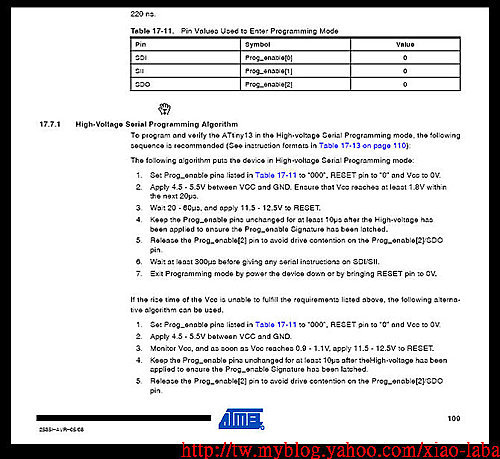 220 ns.
Table 17-11. Pin Values Used to Enter Programming Mode
Pin Symbol Value
SDI Prog_enable[0] 0
SII Prog_enable[1] 0
SDO Prog_enable[2] 0
17.7.1 High-Voltage Serial Programming Algorithm
To program and verify the ATtiny13 in the High-voltage Serial Programming mode, the following
sequence is recommended (See instruction formats in Table 17-13 on page 110):
The following algorithm puts the device in High-voltage Serial Programming mode:
1. Set Prog_enable pins listed in Table 17-11 to "000", RESET pin to "0" and Vcc to 0V.
2. Apply 4.5 - 5.5V between VCC and GND. Ensure that Vcc reaches at least 1.8V within
the next 20µs.
3. Wait 20 - 60µs, and apply 11.5 - 12.5V to RESET.
4. Keep the Prog_enable pins unchanged for at least 10µs after the High-voltage has
been applied to ensure the Prog_enable Signature has been latched.
5. Release the Prog_enable[2] pin to avoid drive contention on the Prog_enable[2]/SDO
pin.
6. Wait at least 300µs before giving any serial instructions on SDI/SII.
7. Exit Programming mode by power the device down or by bringing RESET pin to 0V.
If the rise time of the Vcc is unable to fulfill the requirements listed above, the following alterna-
tive algorithm can be used.
1. Set Prog_enable pins listed in Table 17-11 to "000", RESET pin to "0" and Vcc to 0V.
2. Apply 4.5 - 5.5V between VCC and GND.
3. Monitor Vcc, and as soon as Vcc reaches 0.9 - 1.1V, apply 11.5 - 12.5V to RESET.
4. Keep the Prog_enable pins unchanged for at least 10µs after theHigh-voltage has been
applied to ensure the Prog_enable Signature has been latched.
5. Release the Prog_enable[2] pin to avoid drive contention on the Prog_enable[2]/SDO
pin.
ATMEL
109
http://tw.myblog.yahoo.com/xiao-laba